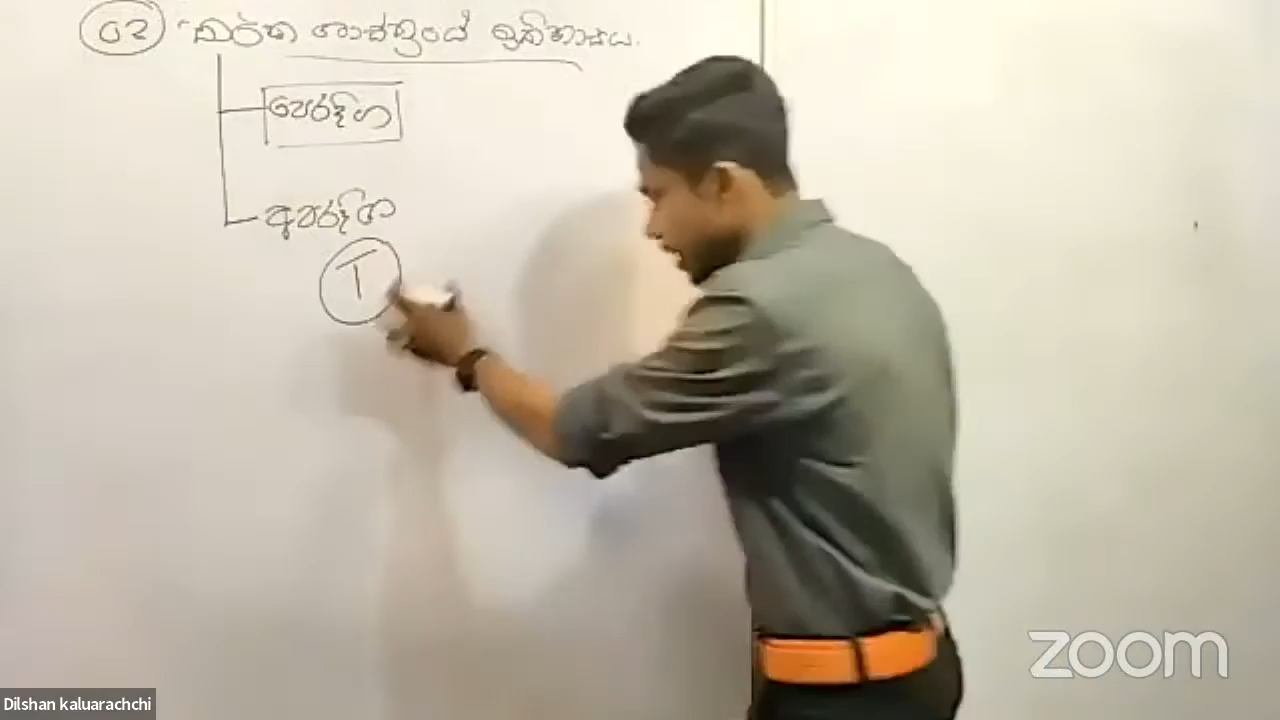 02 තර්ක ශාස්ත්‍රයේ ඉතිහාසය.
පෙරදිග
අපරදිග
T
zoom
Dilshan kaluarachchi